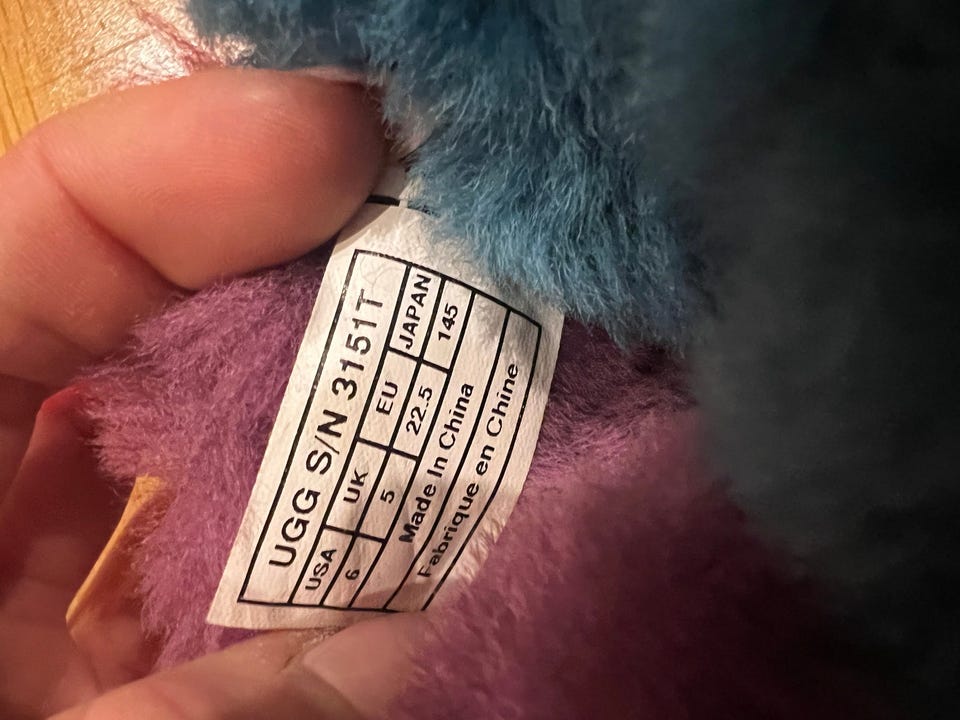 UGG S/N 3151T
USA UK EU JAPAN
6 5 22.5 145
Made In China
Fabrique en Chine